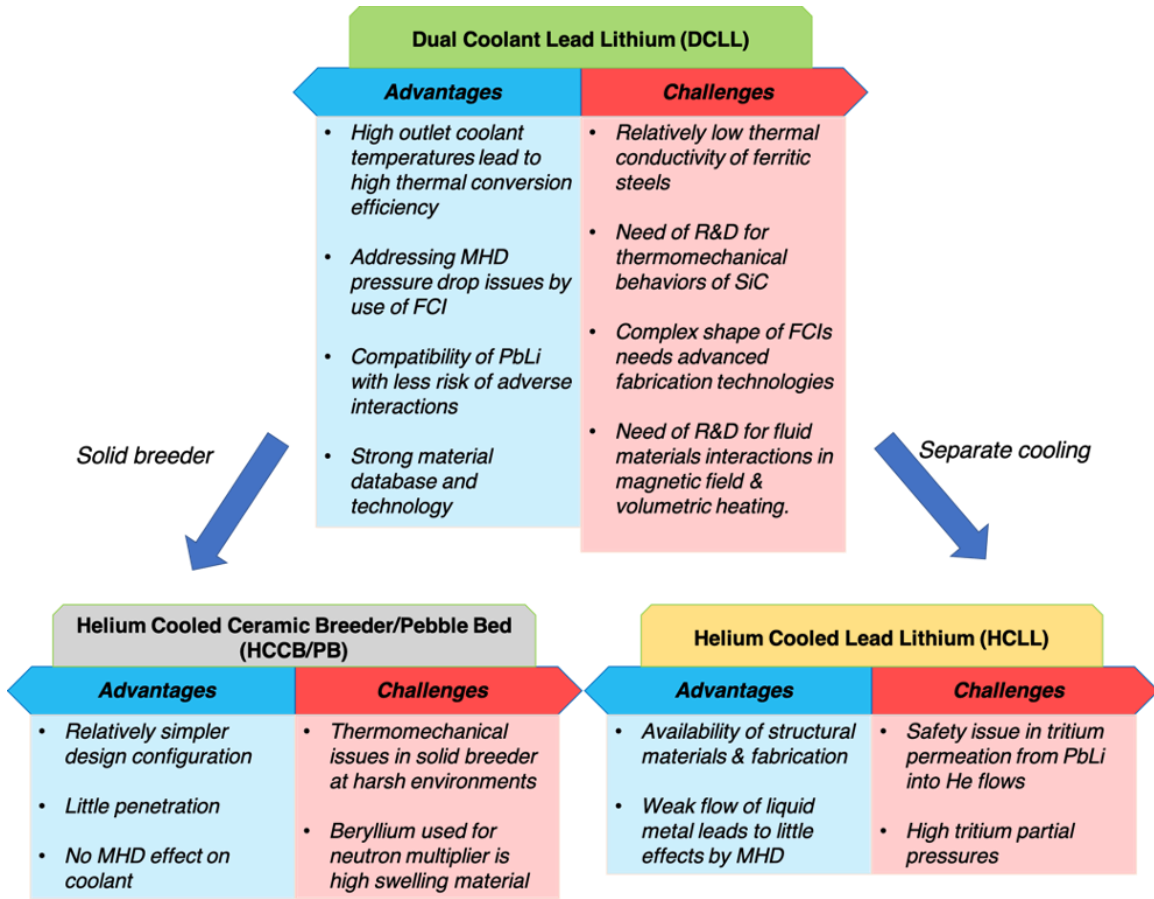 Dual Coolant Lead Lithium (DCLL)
Advantages
• High outlet coolant
temperatures lead to
high thermal conversion
efficiency
• Addressing MHD
pressure drop issues by
use of FCI
• Compatibility of PbLi
with less risk of adverse
interactions
• Strong material
database and
technology
Challenges
• Relatively low thermal
conductivity of ferritic
steels
• Need of R&D for
thermomechanical
behaviors of SiC
• Complex shape of FCIs
needs advanced
fabrication technologies
• Need of R&D for fluid
materials interactions in
magnetic field &
volumetric heating.
Solid breeder
Separate cooling
Helium Cooled Ceramic Breeder/Pebble Bed
(HCCB/PB)
Advantages
• Relatively simpler
design configuration
• Little penetration
• No MHD effect on
coolant
Challenges
• Thermomechanical
issues in solid breeder
at harsh environments
• Beryllium used for
neutron multiplier is
high swelling material
Helium Cooled Lead Lithium (HCLL)
Advantages
• Availability of structural
materials & fabrication
• Weak flow of liquid
metal leads to little
effects by MHD
Challenges
• Safety issue in tritium
permeation from PbLi
into He flows
• High tritium partial
pressures